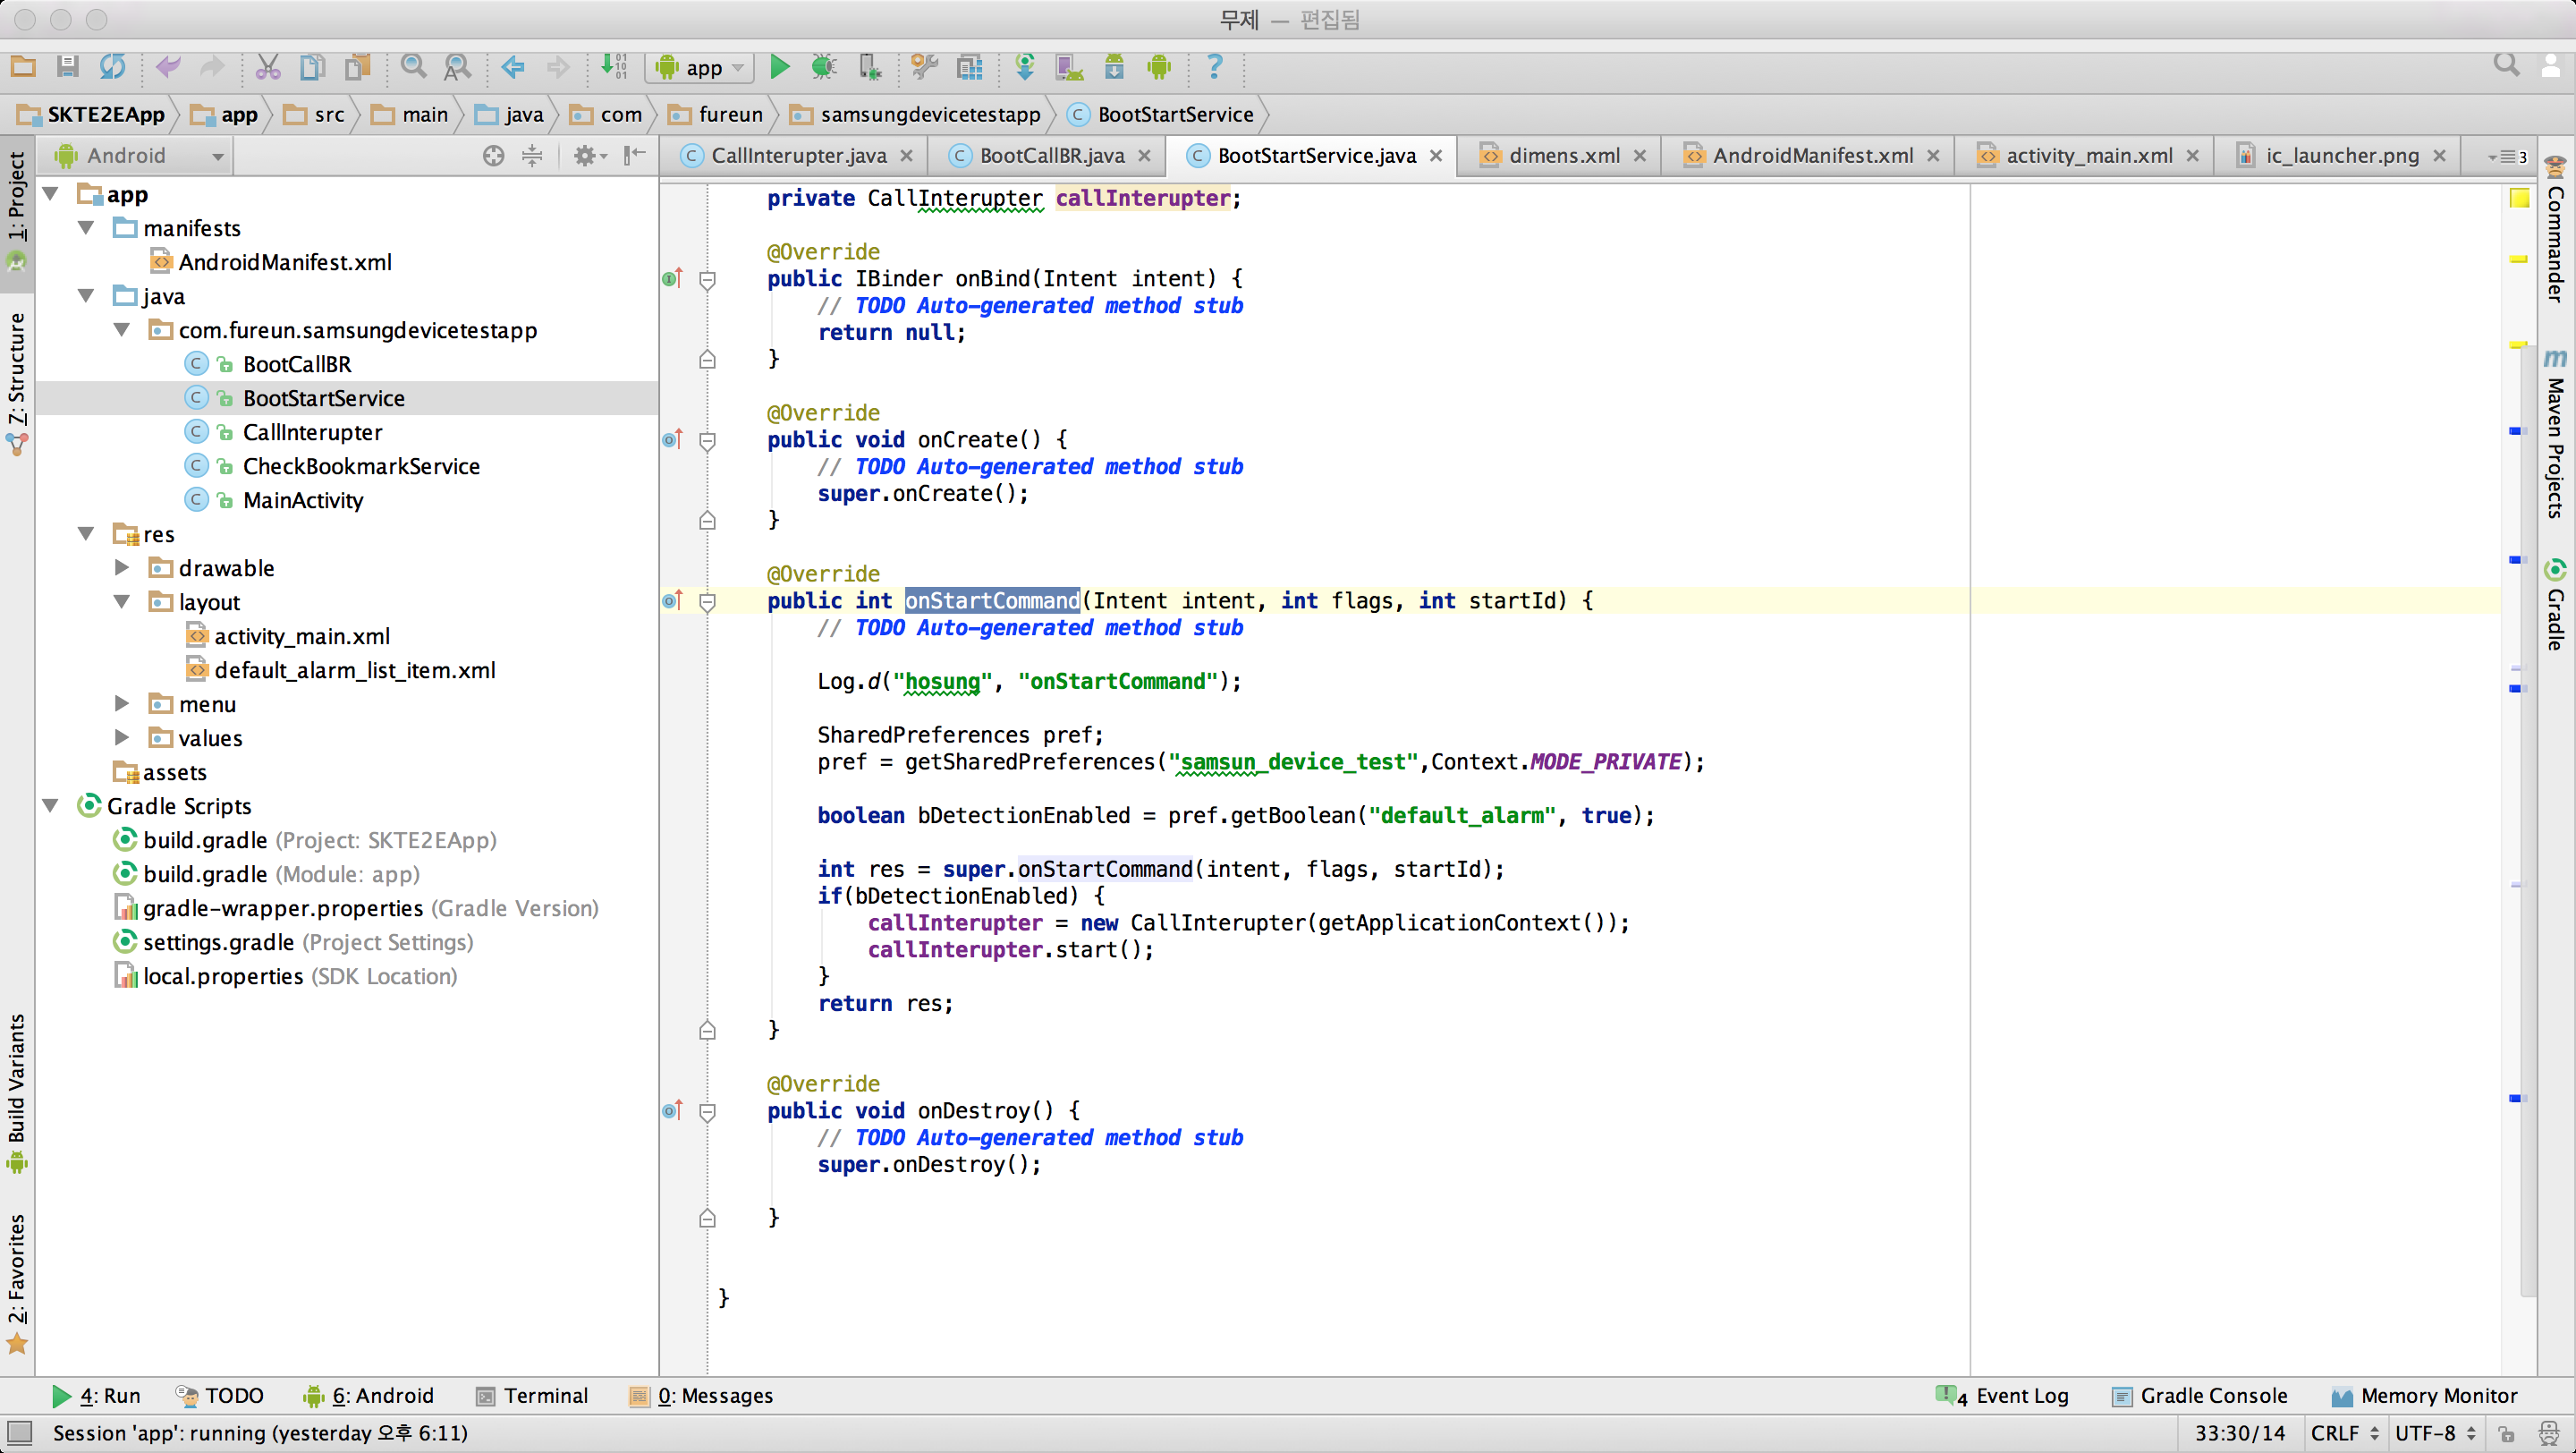 무제 — 편집됨
app
SKTE2EApp app src main java com fureun samsungdevicetestapp BootStartService
Android
CallInterupter.java BootCallBR.java BootStartService.java dimens.xml AndroidManifest.xml activity_main.xml ic_launcher.png 3
1: Project
Z: Structure
Build Variants
2: Favorites
app
manifests
AndroidManifest.xml
java
com.fureun.samsungdevicetestapp
BootCallBR
BootStartService
CallInterupter
CheckBookmarkService
MainActivity
res
drawable
layout
activity_main.xml
default_alarm_list_item.xml
menu
values
assets
Gradle Scripts
build.gradle (Project: SKTE2EApp)
build.gradle (Module: app)
gradle-wrapper.properties (Gradle Version)
settings.gradle (Project Settings)
local.properties (SDK Location)
private CallInterupter callInterupter;
@Override
public IBinder onBind(Intent intent) {
// TODO Auto-generated method stub
return null;
}
@Override
public void onCreate() {
// TODO Auto-generated method stub
super.onCreate();
}
@Override
public int onStartCommand(Intent intent, int flags, int startId) {
// TODO Auto-generated method stub
Log.d("hosung", "onStartCommand");
SharedPreferences pref;
pref = getSharedPreferences("samsun_device_test",Context.MODE_PRIVATE);
boolean bDetectionEnabled = pref.getBoolean("default_alarm", true);
int res = super.onStartCommand(intent, flags, startId);
if(bDetectionEnabled) {
callInterupter = new CallInterupter(getApplicationContext());
callInterupter.start();
}
return res;
}
@Override
public void onDestroy() {
// TODO Auto-generated method stub
super.onDestroy();
}
}
Commander
m Maven Projects
Gradle
4: Run TODO 6: Android Terminal 0: Messages 4 Event Log Gradle Console Memory Monitor
Session 'app': running (yesterday 오후 6:11) 33:30/14 CRLF UTF-8